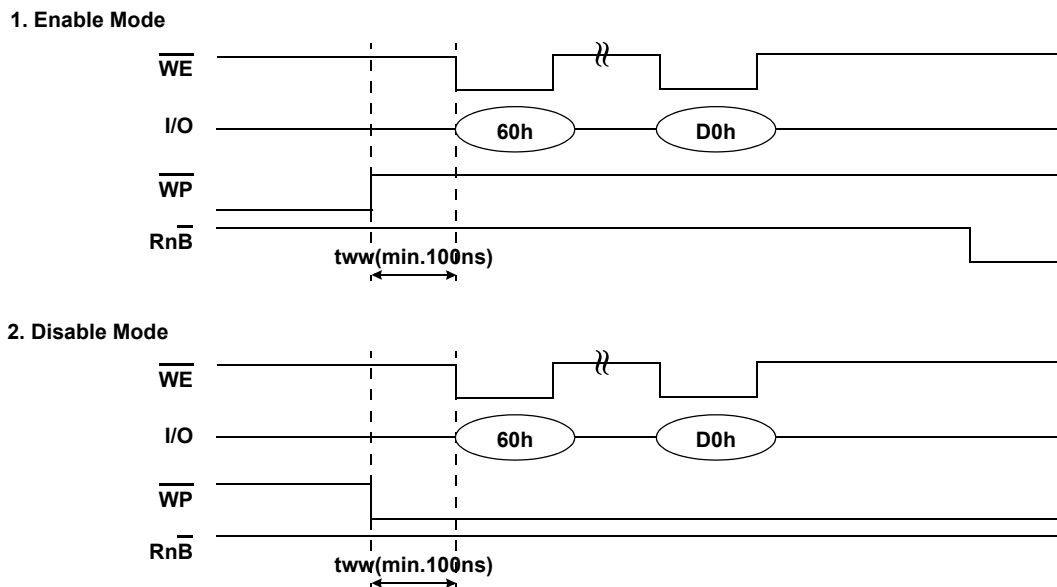 1. Enable Mode
WE
I/O
60h
D0h
WP
RnB
tww(min.100ns)
2. Disable Mode
WE
I/O
60h
D0h
WP
RnB
tww(min.100ns)